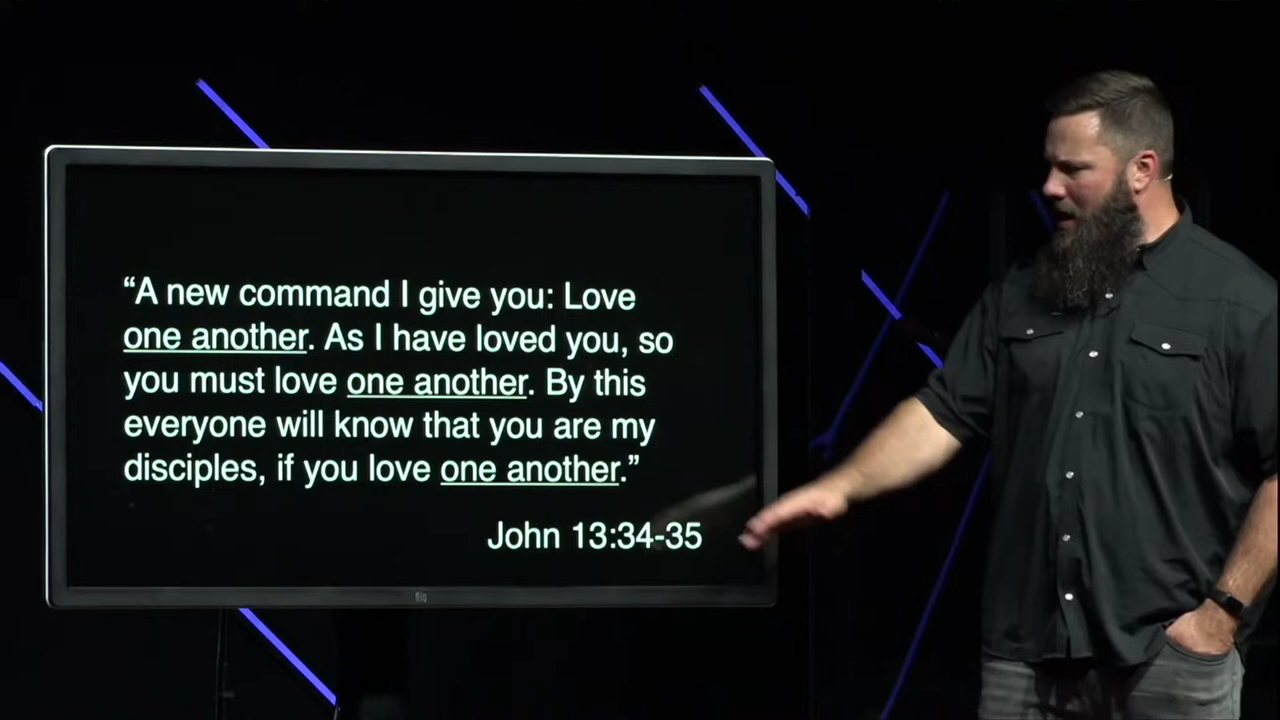 “A new command I give you: Love
one another. As I have loved you, so
you must love one another. By this
everyone will know that you are my
disciples, if you love one another.”
John 13:34-35